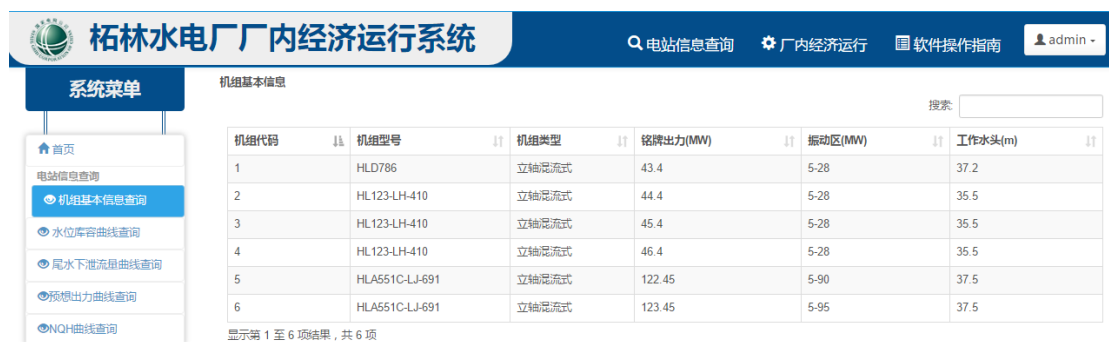 柘林水电厂厂内经济运行系统
电站信息查询 厂内经济运行 软件操作指南 admin
系统菜单
首页
电站信息查询
机组基本信息查询
水位库容曲线查询
尾水下泄流量曲线查询
预想出力曲线查询
NQH曲线查询
机组基本信息
搜索:
机组代码 机组型号 机组类型 铭牌出力(MW) 振动区(MW) 工作水头(m)
1 HLD786 立轴混流式 43.4 5-28 37.2
2 HL123-LH-410 立轴混流式 44.4 5-28 35.5
3 HL123-LH-410 立轴混流式 45.4 5-28 35.5
4 HL123-LH-410 立轴混流式 46.4 5-28 35.5
5 HLA551C-LJ-691 立轴混流式 122.45 5-90 37.5
6 HLA551C-LJ-691 立轴混流式 123.45 5-95 37.5
显示第 1 至 6 项结果，共 6 项